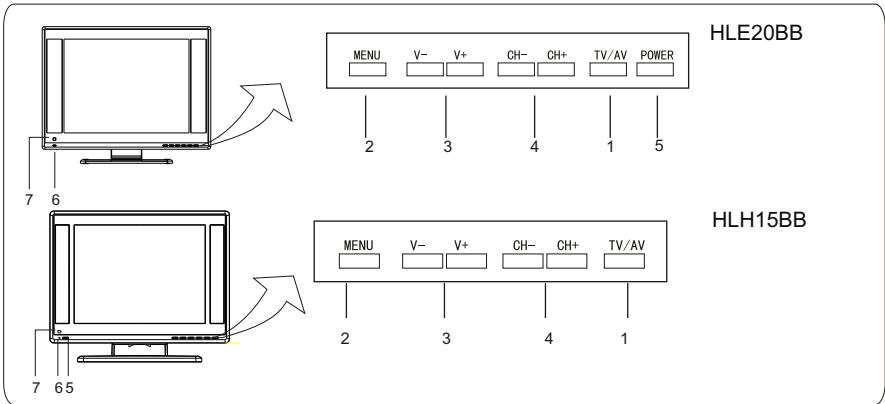 HLE20BB
MENU V- V+ CH- CH+ TV/AV POWER
2 3 4 1 5
7 6
HLH15BB
MENU V- V+ CH- CH+ TV/AV
2 3 4 1
7 6 5